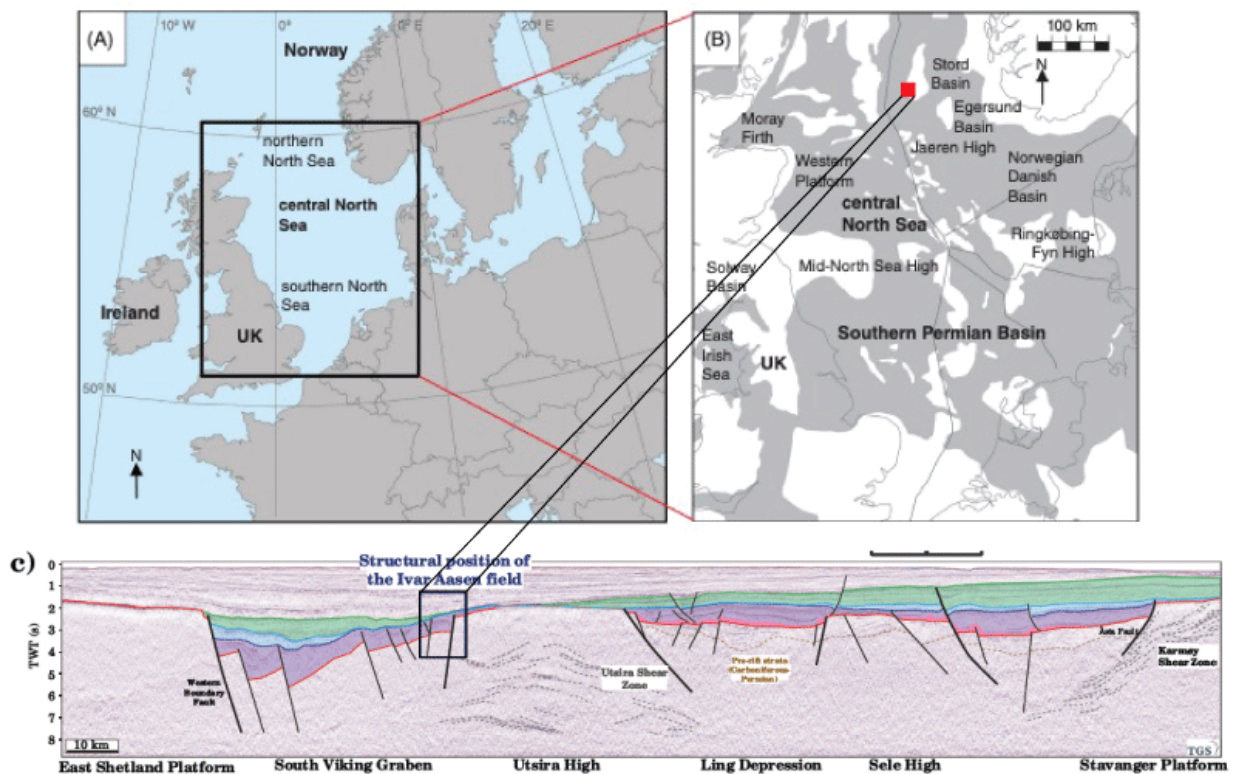 (A)
10° W
0°
20° E
Norway
60° N
northern
North Sea
central North
Sea
southern North
Sea
Ireland
UK
50° N
N
(B)
100 km
N
Stord
Basin
Egersund
Basin
Moray
Firth
Jaeren High
Western
Platform
Norwegian
Danish
Basin
central
North Sea
Ringkøbing-
Fyn High
Solway
Basin
Mid-North Sea High
East
Irish
Sea
UK
Southern Permian Basin
c)
Structural position of
the Ivar Aasen field
TWT (s)
0
1
2
3
4
5
6
7
8
Western
Boundary
Fault
Utsira Shear
Zone
Pre-rift strata
(Carboniferous-
Permian)
Åsta Fault
Karmøy
Shear Zone
10 km
TGS
East Shetland Platform
South Viking Graben
Utsira High
Ling Depression
Sele High
Stavanger Platform